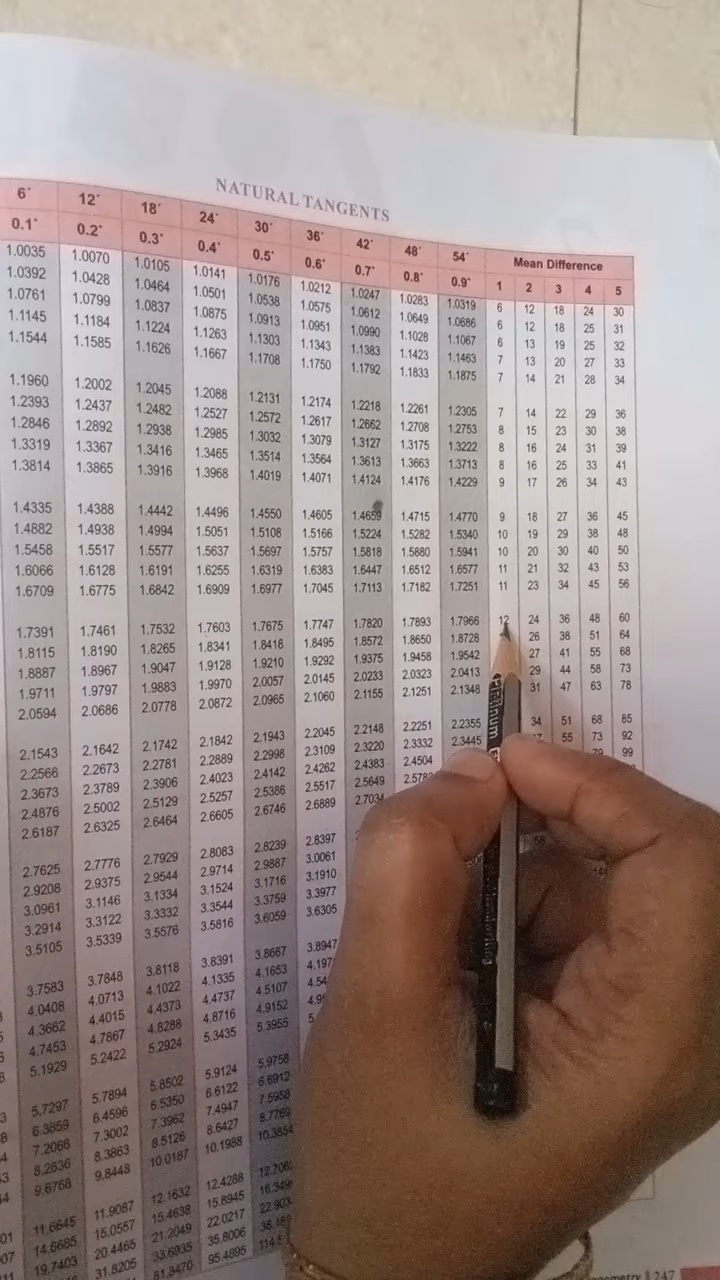 NATURAL TANGENTS
6' 12' 18' 24' 30' 36' 42' 48' 54' Mean Difference
0.1° 0.2° 0.3° 0.4° 0.5° 0.6° 0.7° 0.8° 0.9° 1 2 3 4 5
1.0035 1.0070 1.0105 1.0141 1.0176 1.0212 1.0247 1.0283 1.0319 6 12 18 24 30
1.0392 1.0428 1.0464 1.0501 1.0538 1.0575 1.0612 1.0649 1.0686 6 12 18 25 31
1.0761 1.0799 1.0837 1.0875 1.0913 1.0951 1.0990 1.1028 1.1067 6 13 19 25 32
1.1145 1.1184 1.1224 1.1263 1.1303 1.1343 1.1383 1.1423 1.1463 7 13 20 27 33
1.1544 1.1585 1.1626 1.1667 1.1708 1.1750 1.1792 1.1833 1.1875 7 14 21 28 34
1.1960 1.2002 1.2045 1.2088 1.2131 1.2174 1.2218 1.2261 1.2305 7 14 22 29 36
1.2393 1.2437 1.2482 1.2527 1.2572 1.2617 1.2662 1.2708 1.2753 8 15 23 30 38
1.2846 1.2892 1.2938 1.2985 1.3032 1.3079 1.3127 1.3175 1.3222 8 16 24 31 39
1.3319 1.3367 1.3416 1.3465 1.3514 1.3564 1.3613 1.3663 1.3713 8 16 25 33 41
1.3814 1.3865 1.3916 1.3968 1.4019 1.4071 1.4124 1.4176 1.4229 9 17 26 34 43
1.4335 1.4388 1.4442 1.4496 1.4550 1.4605 1.4659 1.4715 1.4770 9 18 27 36 45
1.4882 1.4938 1.4994 1.5051 1.5108 1.5166 1.5224 1.5282 1.5340 10 19 29 38 48
1.5458 1.5517 1.5577 1.5637 1.5697 1.5757 1.5818 1.5880 1.5941 10 20 30 40 50
1.6066 1.6128 1.6191 1.6255 1.6319 1.6383 1.6447 1.6512 1.6577 11 21 32 43 53
1.6709 1.6775 1.6842 1.6909 1.6977 1.7045 1.7113 1.7182 1.7251 11 23 34 45 56
1.7391 1.7461 1.7532 1.7603 1.7675 1.7747 1.7820 1.7893 1.7966 12 24 36 48 60
1.8115 1.8190 1.8265 1.8341 1.8418 1.8495 1.8572 1.8650 1.8728 26 38 51 64
1.8887 1.8967 1.9047 1.9128 1.9210 1.9292 1.9375 1.9458 1.9542 27 41 55 68
1.9711 1.9797 1.9883 1.9970 2.0057 2.0145 2.0233 2.0323 2.0413 29 44 58 73
2.0594 2.0686 2.0778 2.0872 2.0965 2.1060 2.1155 2.1251 2.1348 31 47 63 78
2.1543 2.1642 2.1742 2.1842 2.1943 2.2045 2.2148 2.2251 2.2355 34 51 68 85
2.2566 2.2673 2.2781 2.2889 2.2998 2.3109 2.3220 2.3332 2.3445 55 73 92
2.3673 2.3789 2.3906 2.4023 2.4142 2.4262 2.4383 2.4504 99
2.4876 2.5002 2.5129 2.5257 2.5386 2.5517 2.5649
2.6187 2.6325 2.6464 2.6605 2.6746 2.6889
2.7625 2.7776 2.7929 2.8083 2.8239 2.8397
2.9208 2.9375 2.9544 2.9714 2.9887 3.0061
3.0961 3.1146 3.1334 3.1524 3.1716 3.1910
3.2914 3.3122 3.3332 3.3544 3.3759 3.3977
3.5105 3.5339 3.5576 3.5816 3.6059 3.6305
3.7583 3.7848 3.8118 3.8391 3.8667 3.8947
4.0408 4.0713 4.1022 4.1335 4.1653
4.3662 4.4015 4.4373 4.4737 4.5107
4.7453 4.7867 4.8288 4.8716 4.9152
5.1929 5.2422 5.2924 5.3435 5.3955
5.7297 5.7894 5.8502 5.9124 5.9758
6.3859 6.4596 6.5350 6.6122 6.6912
7.2066 7.3002 7.3962 7.4947 7.5958
8.2636 8.3863 8.5126 8.6427 8.7769
9.6768 9.8448 10.0187 10.1988 10.3854
11.6645 11.9087 12.1632 12.4288
14.6685 15.0557 15.4638 15.8945
19.7403 20.4465 21.2049 22.0217
31.8205 33.6935 35.8006
81.8470 95.4895
Platinum
247